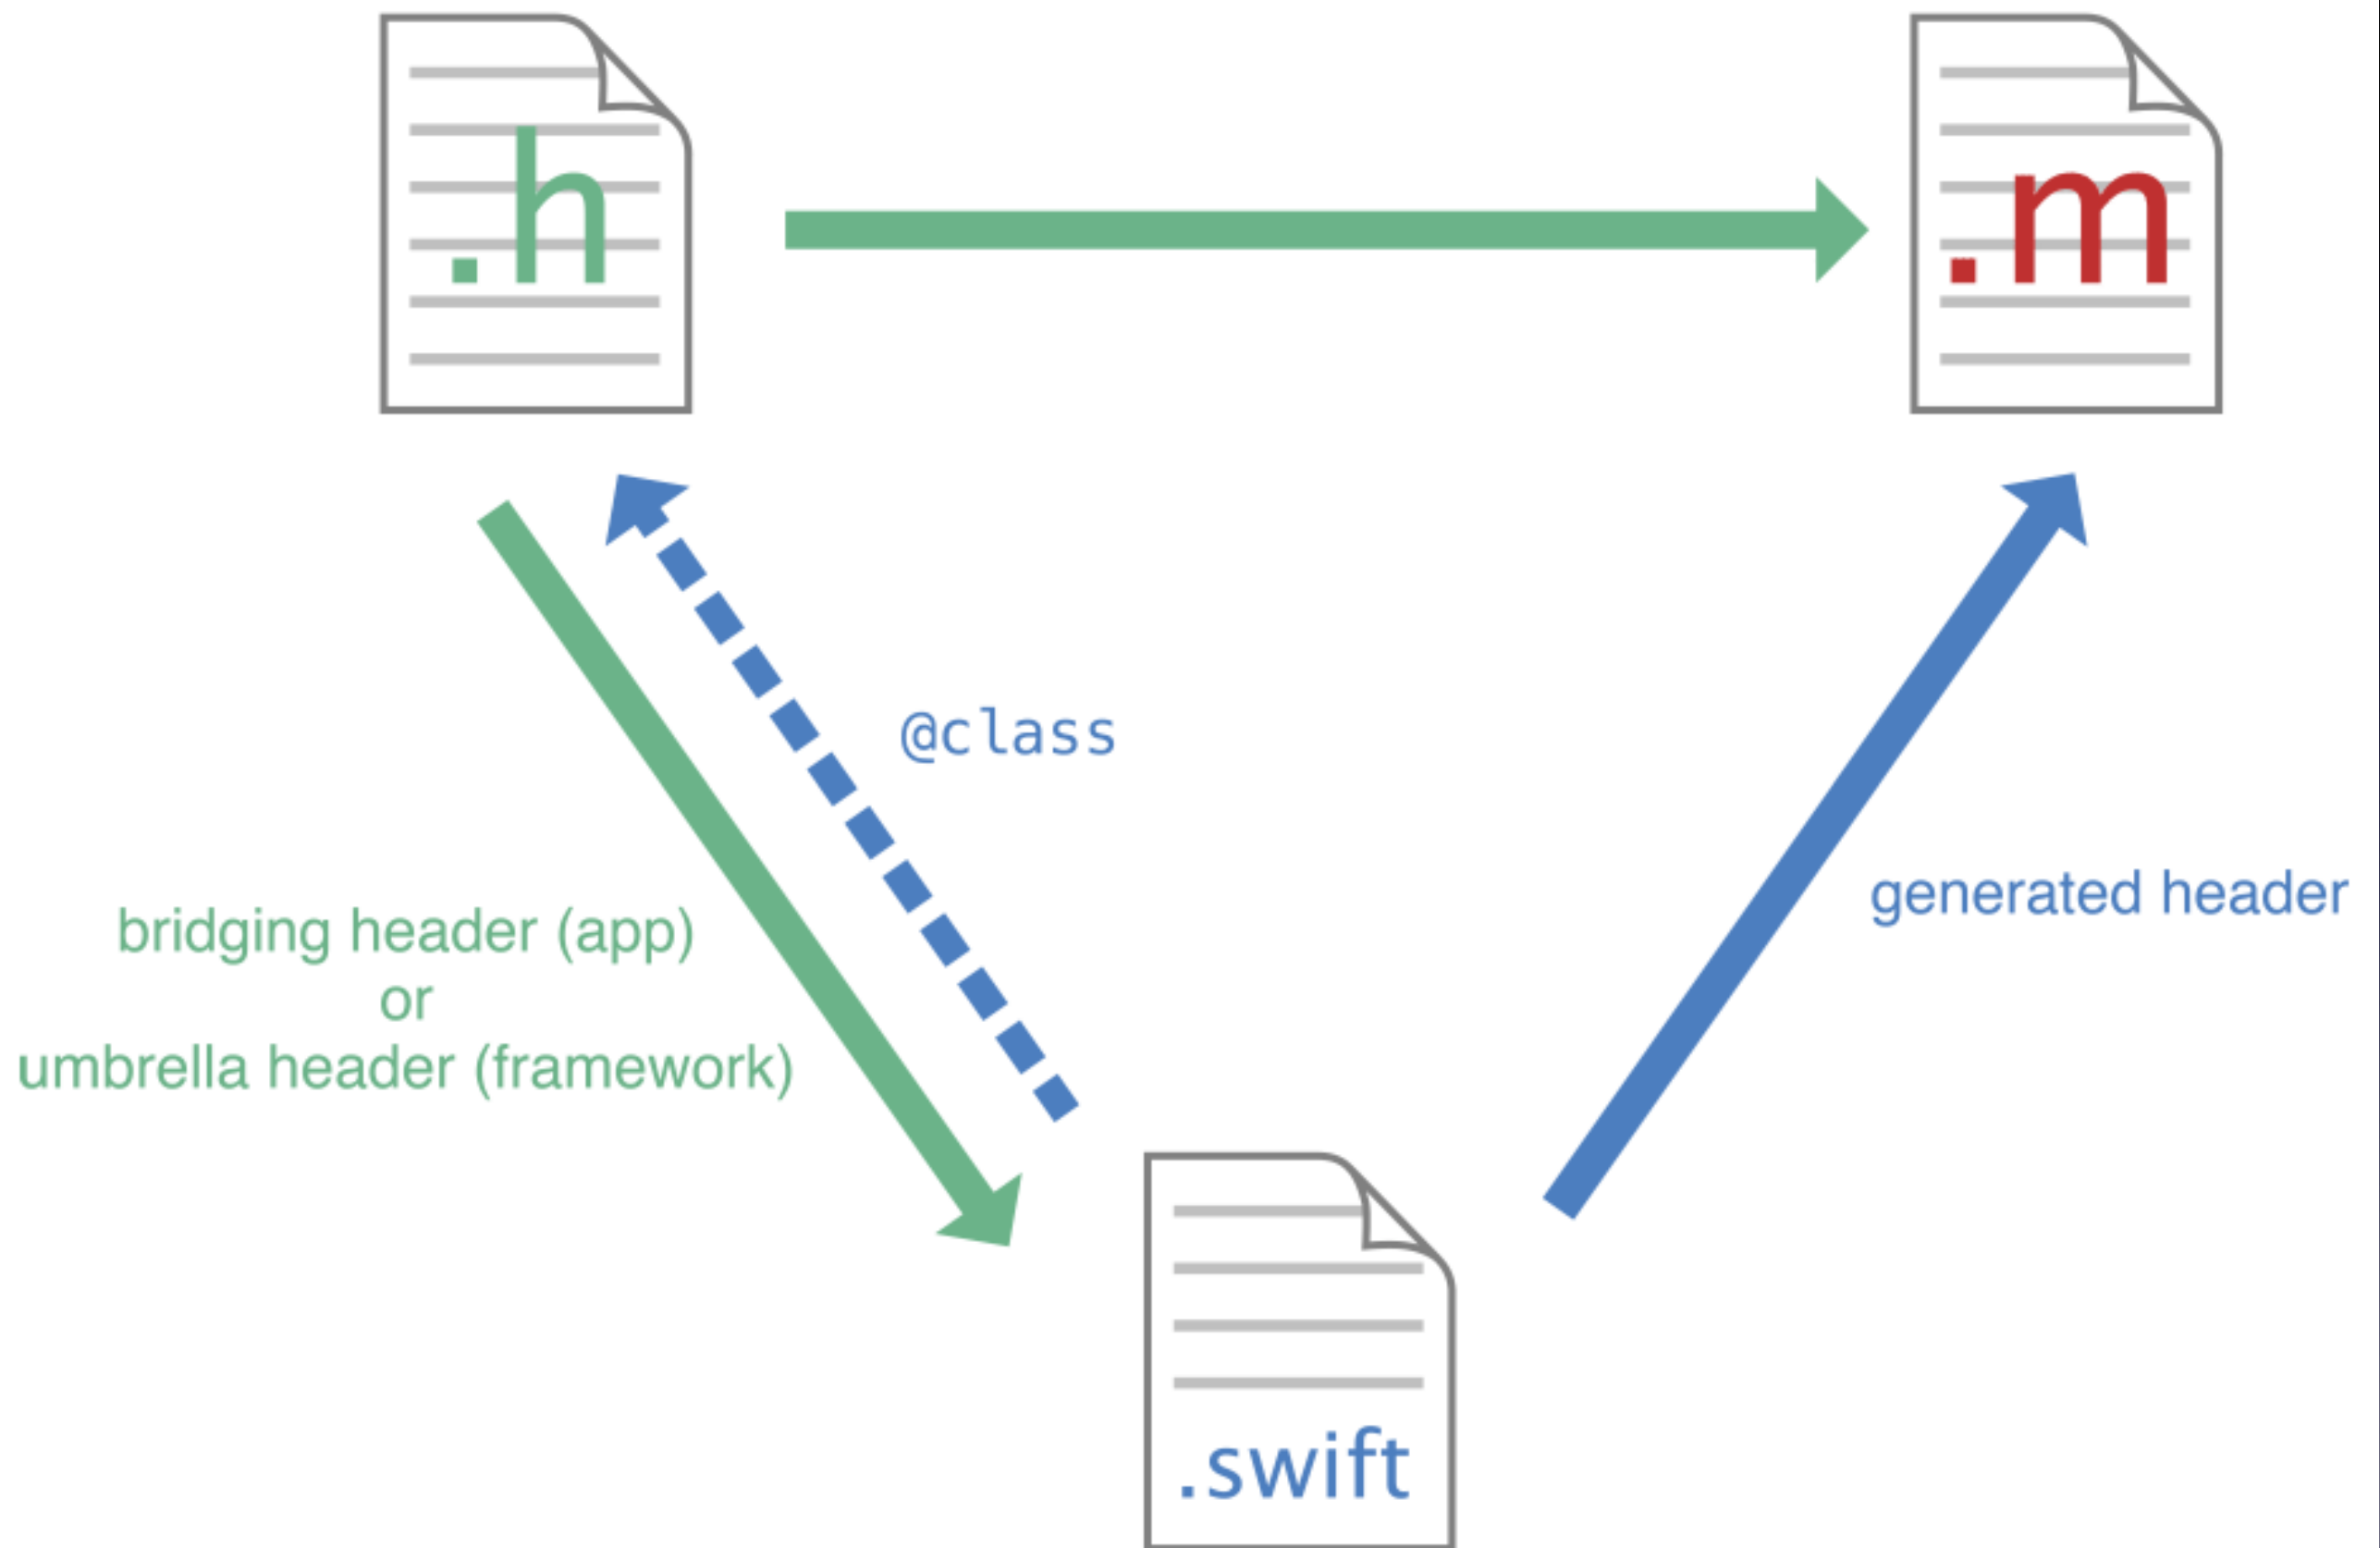 .h
.m
@class
generated header
bridging header (app)
or
umbrella header (framework)
.swift